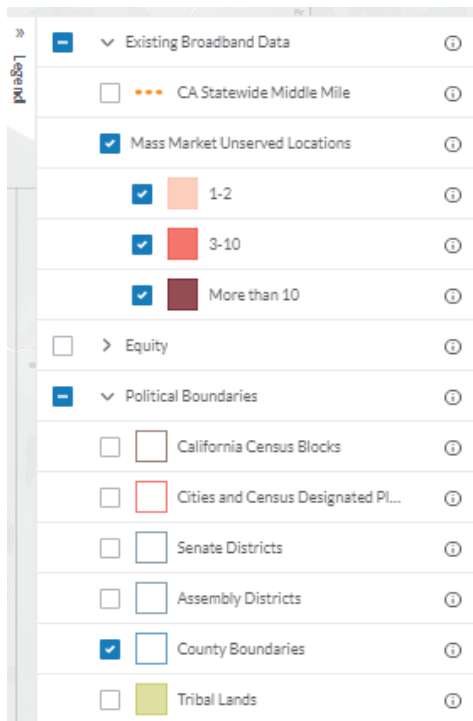 Legend
Existing Broadband Data
CA Statewide Middle Mile
Mass Market Unserved Locations
1-2
3-10
More than 10
Equity
Political Boundaries
California Census Blocks
Cities and Census Designated Pl...
Senate Districts
Assembly Districts
County Boundaries
Tribal Lands